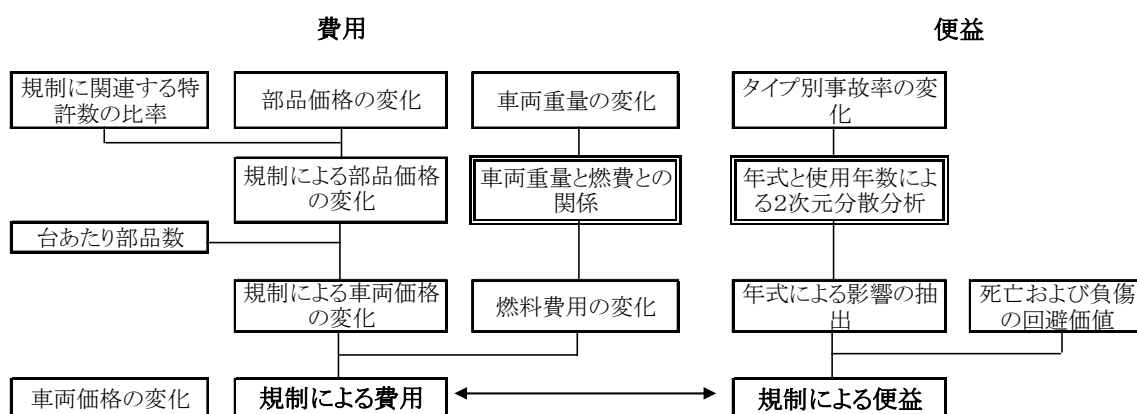 費用
便益
規制に関連する特
許数の比率
部品価格の変化
車両重量の変化
タイプ別事故率の変
化
規制による部品価格
の変化
車両重量と燃費との
関係
年式と使用年数によ
る2次元分散分析
台あたり部品数
規制による車両価格
の変化
燃料費用の変化
年式による影響の抽
出
死亡および負傷
の回避価値
車両価格の変化
規制による費用
規制による便益